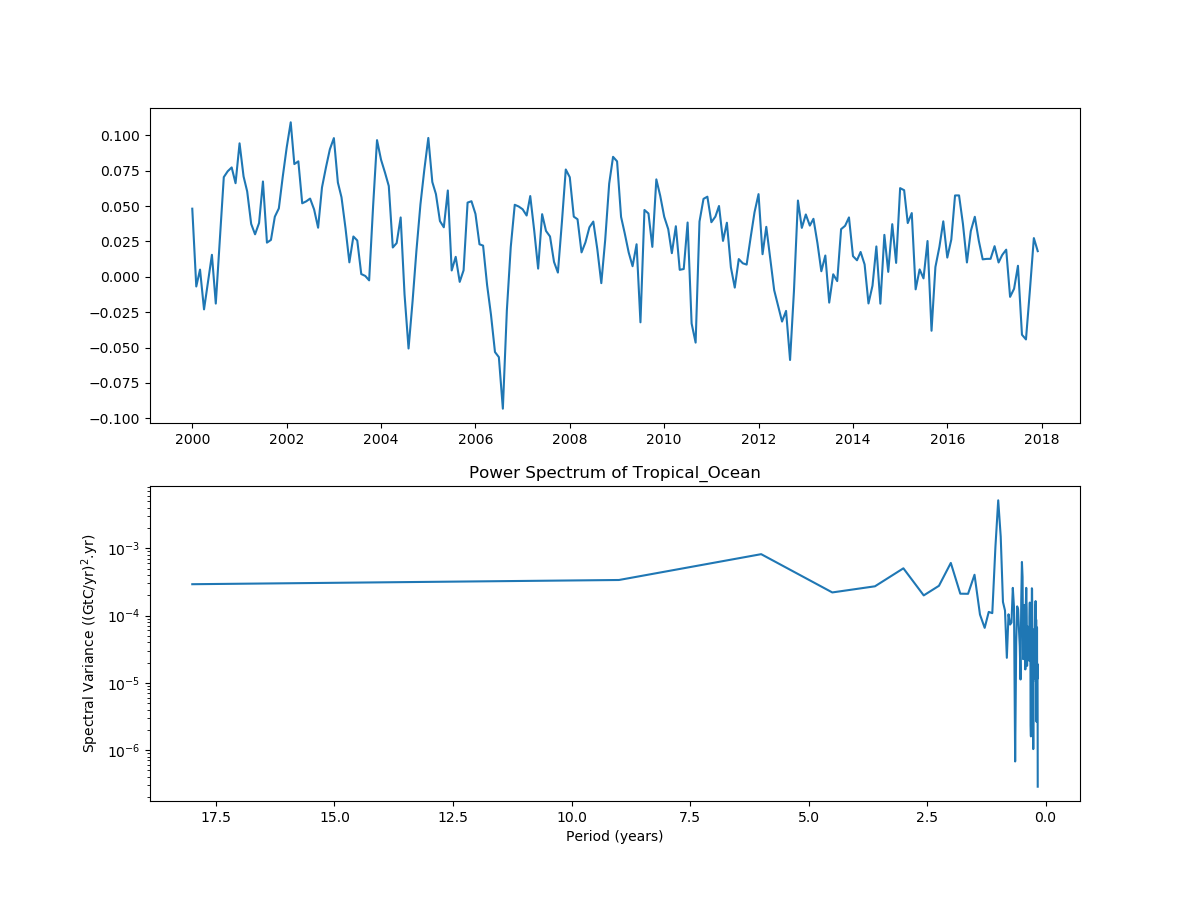 0.100
0.075
0.050
0.025
0.000
−0.025
−0.050
−0.075
−0.100
2000 2002 2004 2006 2008 2010 2012 2014 2016 2018
Power Spectrum of Tropical_Ocean
Spectral Variance ((GtC/yr)².yr)
10⁻³
10⁻⁴
10⁻⁵
10⁻⁶
17.5 15.0 12.5 10.0 7.5 5.0 2.5 0.0
Period (years)